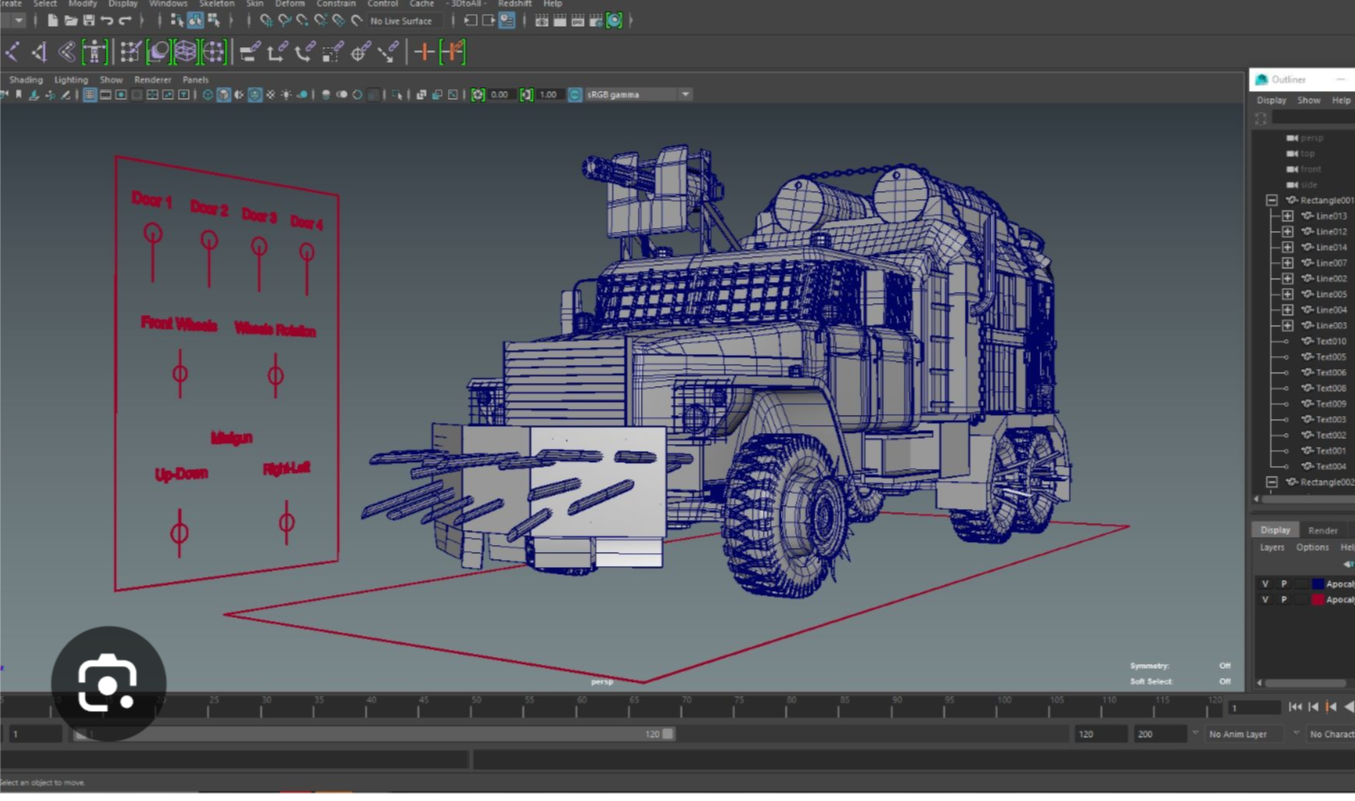 Create Select Modify Display Windows Skeleton Skin Deform Constrain Control Cache - 3DtoAll - Redshift Help
No Live Surface
Shading Lighting Show Renderer Panels
0.00 1.00 sRGB gamma
Outliner
Display Show Help
persp
top
front
side
Rectangle001
Line013
Line012
Line014
Line007
Line002
Line005
Line004
Line003
Text010
Text005
Text006
Text008
Text009
Text003
Text002
Text001
Text004
Rectangle002
Door 1 Door 2 Door 3 Door 4
Front Wheels Wheels Rotation
Minigun
Up-Down Right-Left
persp
Symmetry: Off
Soft Select: Off
Display Render
Layers Options Hel
V P Apocal
V P Apocal
5 25 30 35 40 45 50 55 60 65 70 75 80 85 90 95 100 105 110 115 120 1
1 1 120 120 200 No Anim Layer No Charact
Select an object to move.